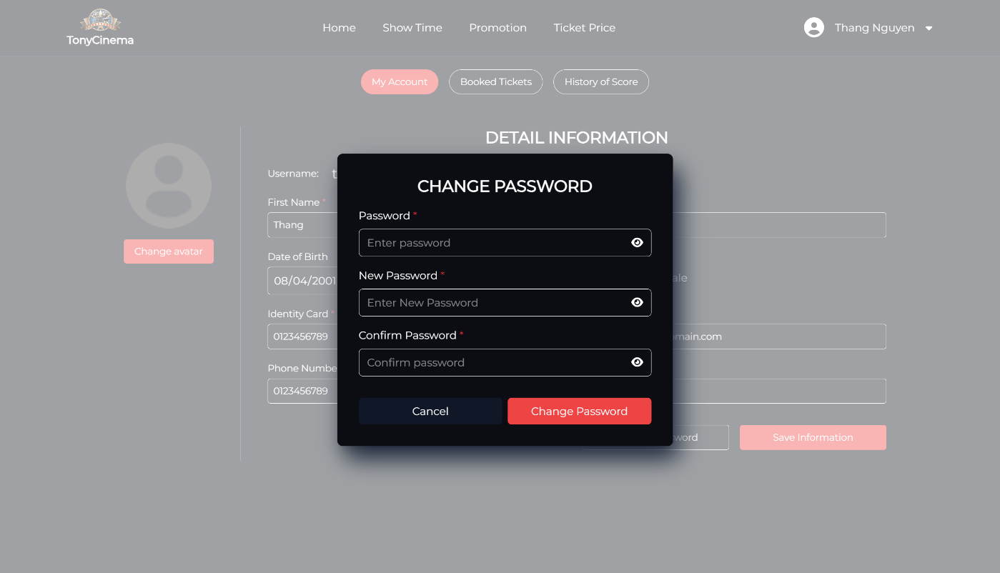 TonyCinema
Home Show Time Promotion Ticket Price
Thang Nguyen
My Account Booked Tickets History of Score
Change avatar
DETAIL INFORMATION
Username: t
First Name *
Thang
Date of Birth
08/04/2001
Identity Card *
0123456789
omain.com
Phone Numbe
0123456789
ale
word
Save Information
CHANGE PASSWORD
Password *
Enter password
New Password *
Enter New Password
Confirm Password *
Confirm password
Cancel Change Password